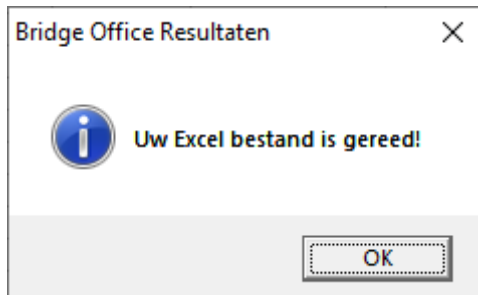 Bridge Office Resultaten
Uw Excel bestand is gereed!
OK